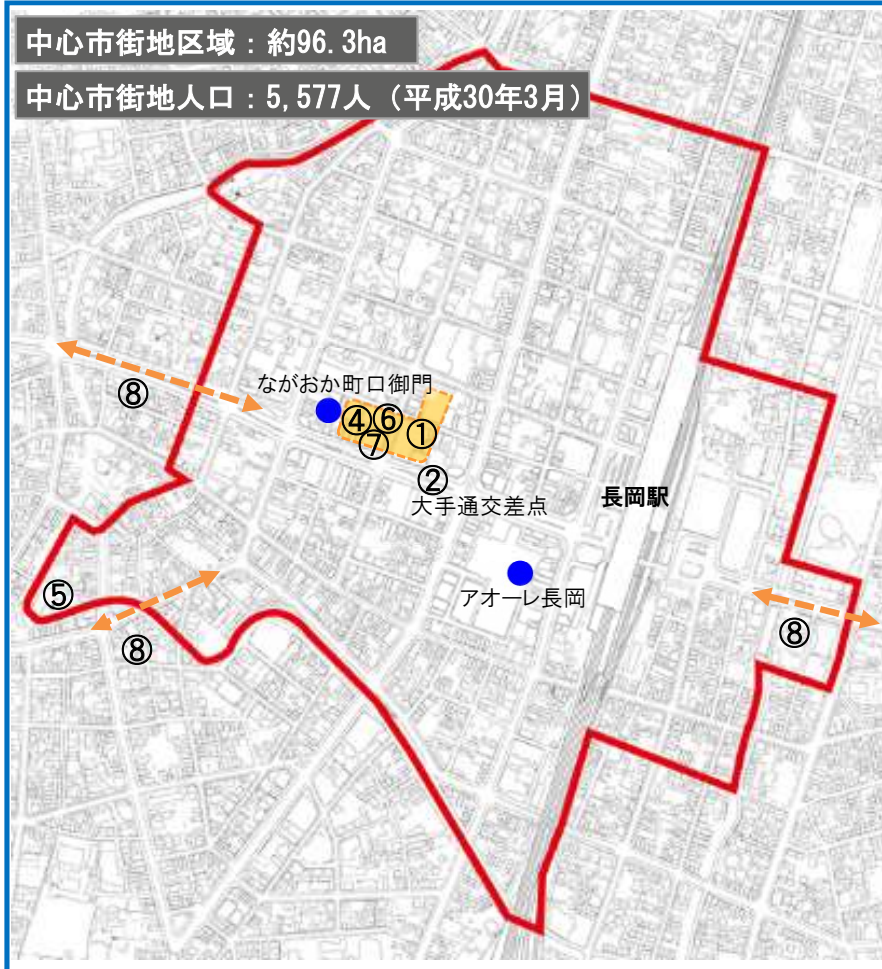 中心市街地区域：約96.3ha
中心市街地人口：5,577人（平成30年3月）
⑧
ながおか町口御門
④⑥
①
⑦
②
大手通交差点
長岡駅
アオーレ長岡
⑤
⑧
⑧